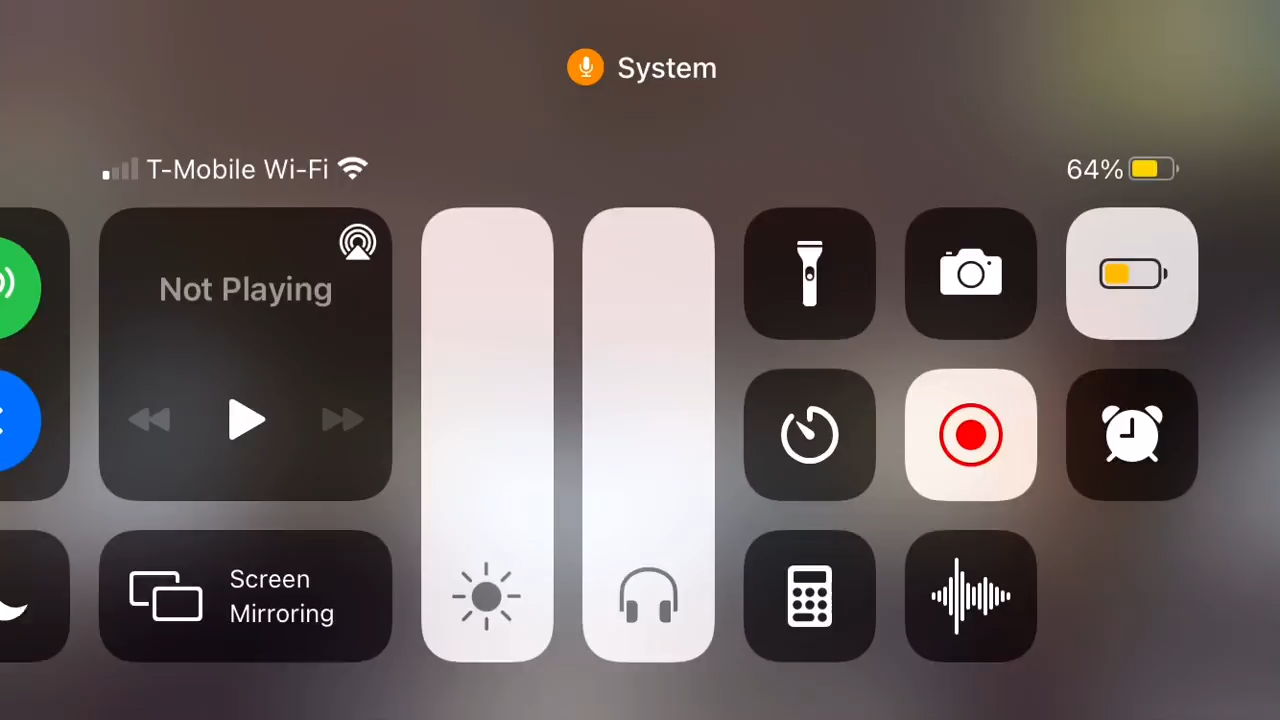 System
T-Mobile Wi-Fi
64%
Not Playing
Screen
Mirroring